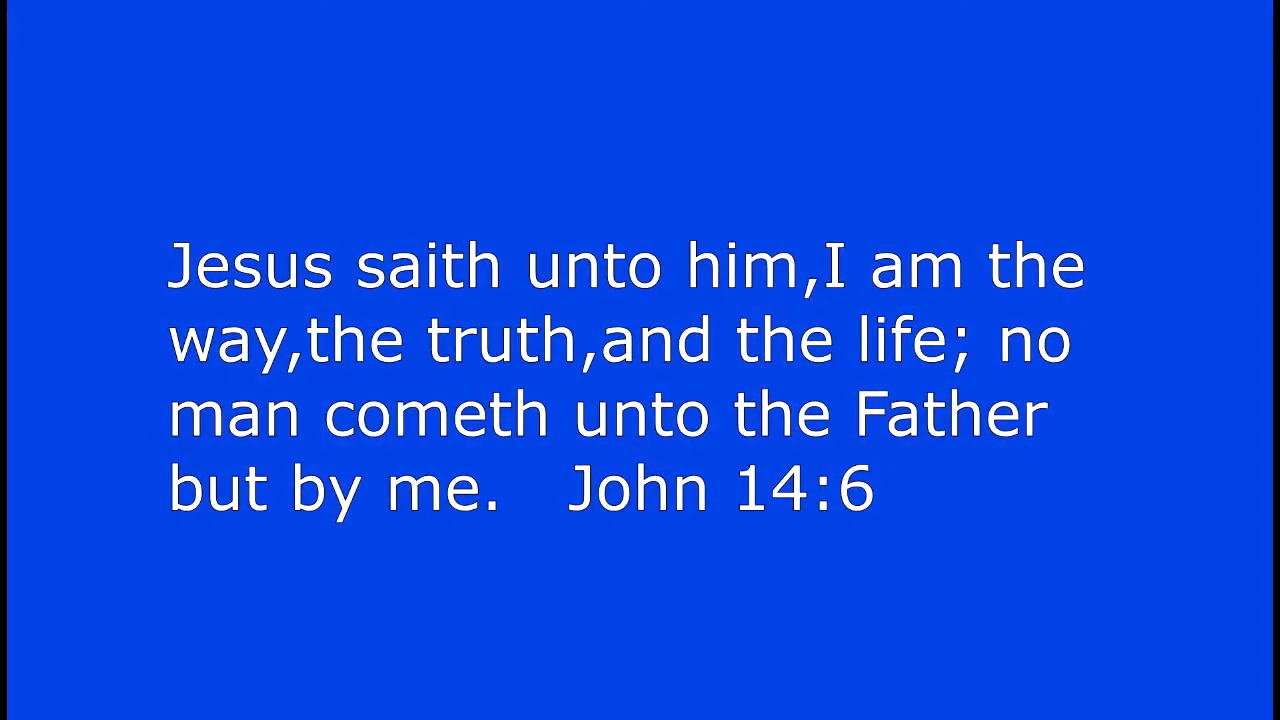 Jesus saith unto him,I am the
way,the truth,and the life; no
man cometh unto the Father
but by me.   John 14:6